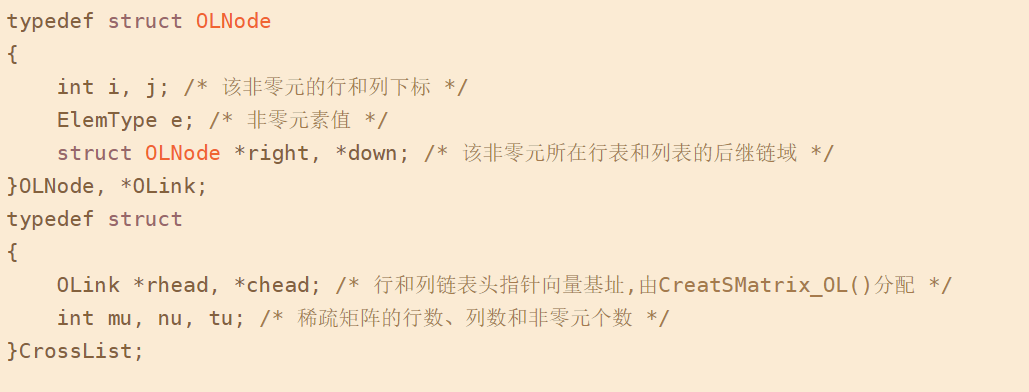 typedef struct OLNode
{
    int i, j; /* 该非零元的行和列下标 */
    ElemType e; /* 非零元素值 */
    struct OLNode *right, *down; /* 该非零元所在行表和列表的后继链域 */
}OLNode, *OLink;
typedef struct
{
    OLink *rhead, *chead; /* 行和列链表头指针向量基址,由CreatSMatrix_OL()分配 */
    int mu, nu, tu; /* 稀疏矩阵的行数、列数和非零元个数 */
}CrossList;